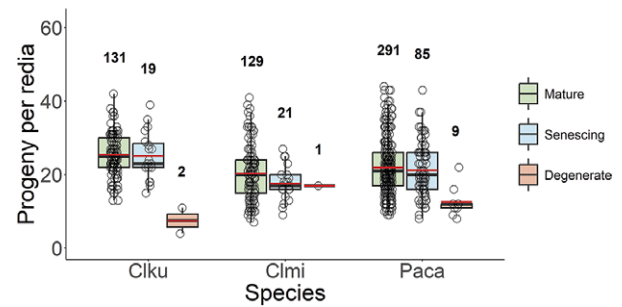 Progeny per redia
60
40
20
0
131
19
2
129
21
1
291
85
9
Clku
Clmi
Paca
Species
Mature
Senescing
Degenerate